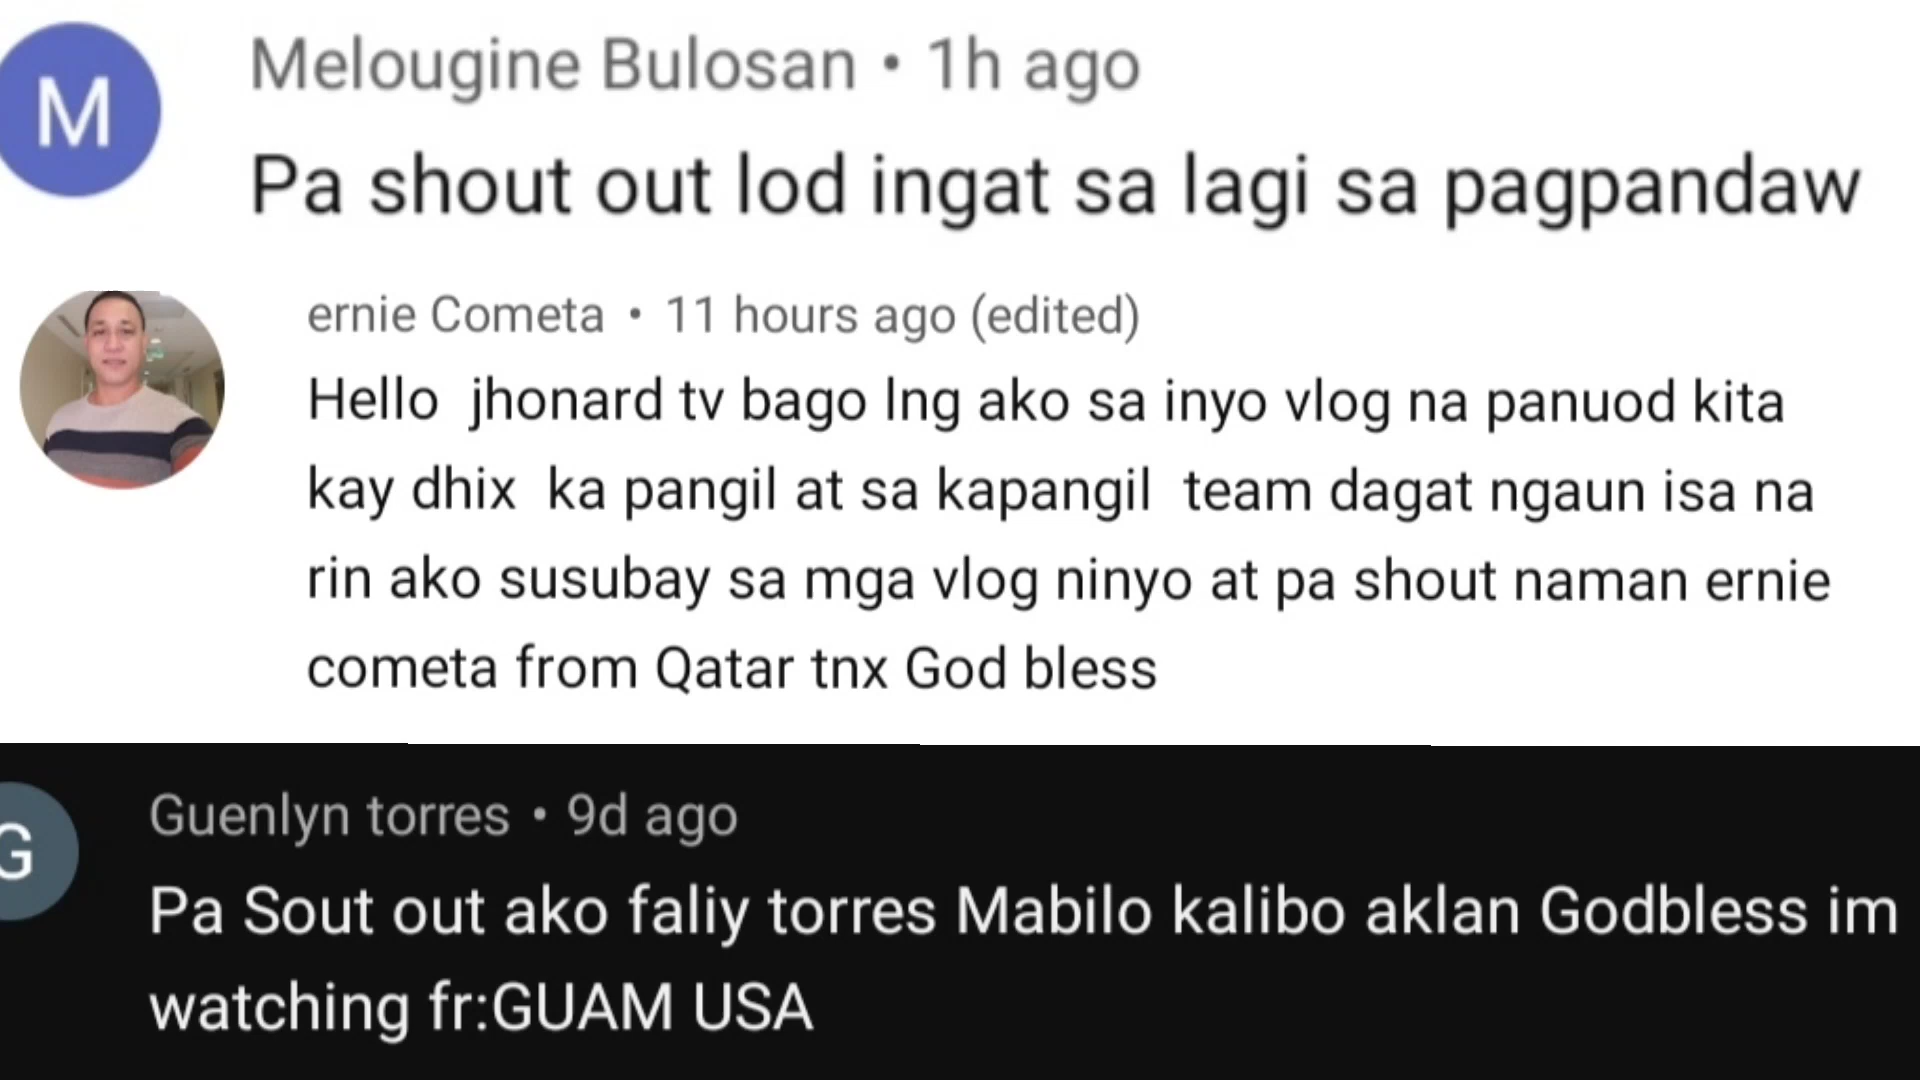 M
Melougine Bulosan • 1h ago
Pa shout out lod ingat sa lagi sa pagpandaw
ernie Cometa • 11 hours ago (edited)
Hello jhonard tv bago lng ako sa inyo vlog na panuod kita
kay dhix ka pangil at sa kapangil team dagat ngaun isa na
rin ako susubay sa mga vlog ninyo at pa shout naman ernie
cometa from Qatar tnx God bless
G
Guenlyn torres • 9d ago
Pa Sout out ako faliy torres Mabilo kalibo aklan Godbless im
watching fr:GUAM USA